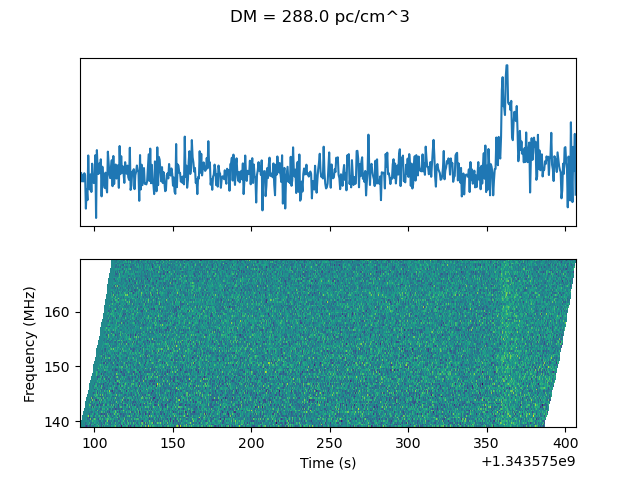 DM = 288.0 pc/cm^3
160
150
140
Frequency (MHz)
100 150 200 250 300 350 400
Time (s)
+1.343575e9